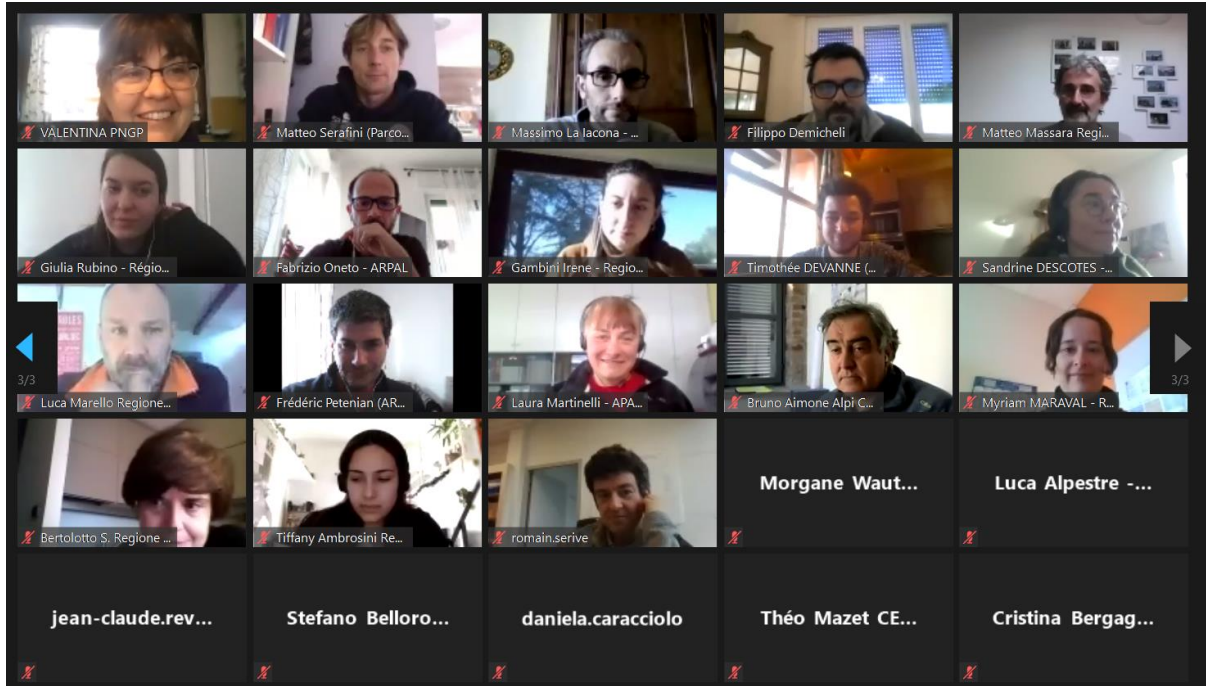 VALENTINA PNGP
Matteo Serafini (Parco...
Massimo La Iacona - ...
Filippo Demicheli
Matteo Massara Regi...
Giulia Rubino - Régio...
Fabrizio Oneto - ARPAL
Gambini Irene - Regio...
Timothée DEVANNE (...
Sandrine DESCOTES -...
3/3
3/3
Luca Marello Regione...
Frédéric Petenian (AR...
Laura Martinelli - APA...
Bruno Aimone Alpi C...
Myriam MARAVAL - R...
Bertolotto S. Regione ...
Tiffany Ambrosini Re...
romain.serive
Morgane Waut...
Luca Alpestre -...
jean-claude.rev...
Stefano Belloro...
daniela.caracciolo
Théo Mazet CE...
Cristina Bergag...